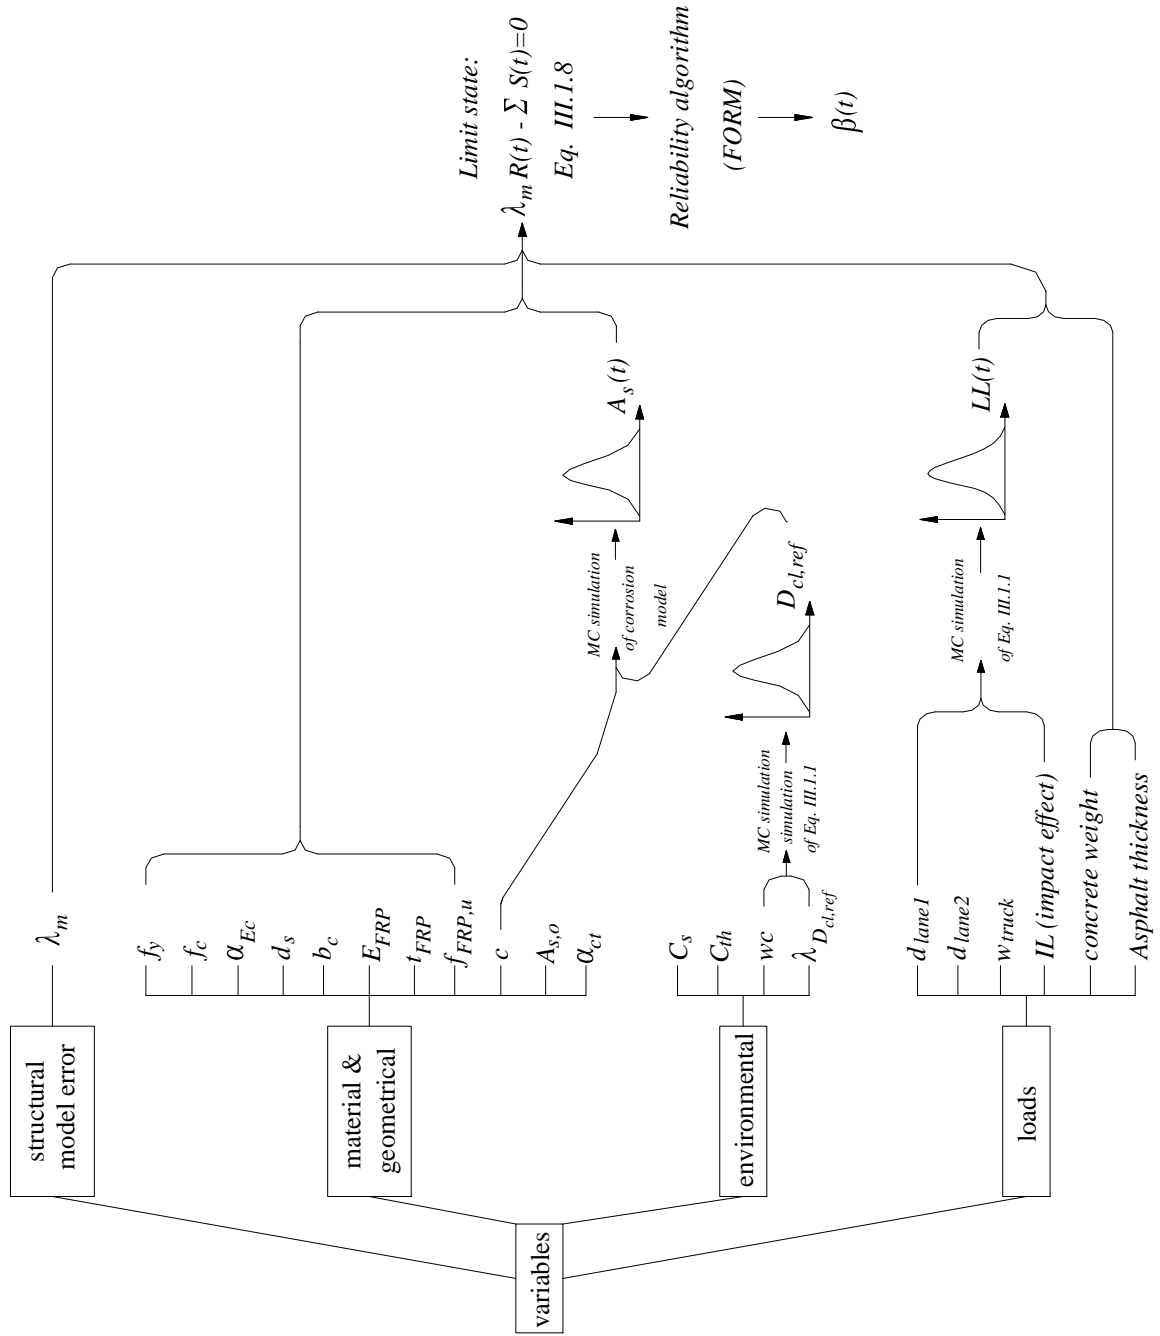 variables
structural
model error
material &
geometrical
environmental
loads
λm
fy
fc
αEc
ds
bc
EFRP
tFRP
fFRP,u
c
As,o
αct
Cs
Cth
wc
λDcl,ref
dlane1
dlane2
wtruck
IL (impact effect)
concrete weight
Asphalt thickness
MC simulation
simulation
of Eq. III.1.1
Dcl,ref
MC simulation
of corrosion
model
As(t)
MC simulation
of Eq. III.1.1
LL(t)
Limit state:
λm R(t) - Σ S(t)=0
Eq. III.1.8
Reliability algorithm
(FORM)
β(t)